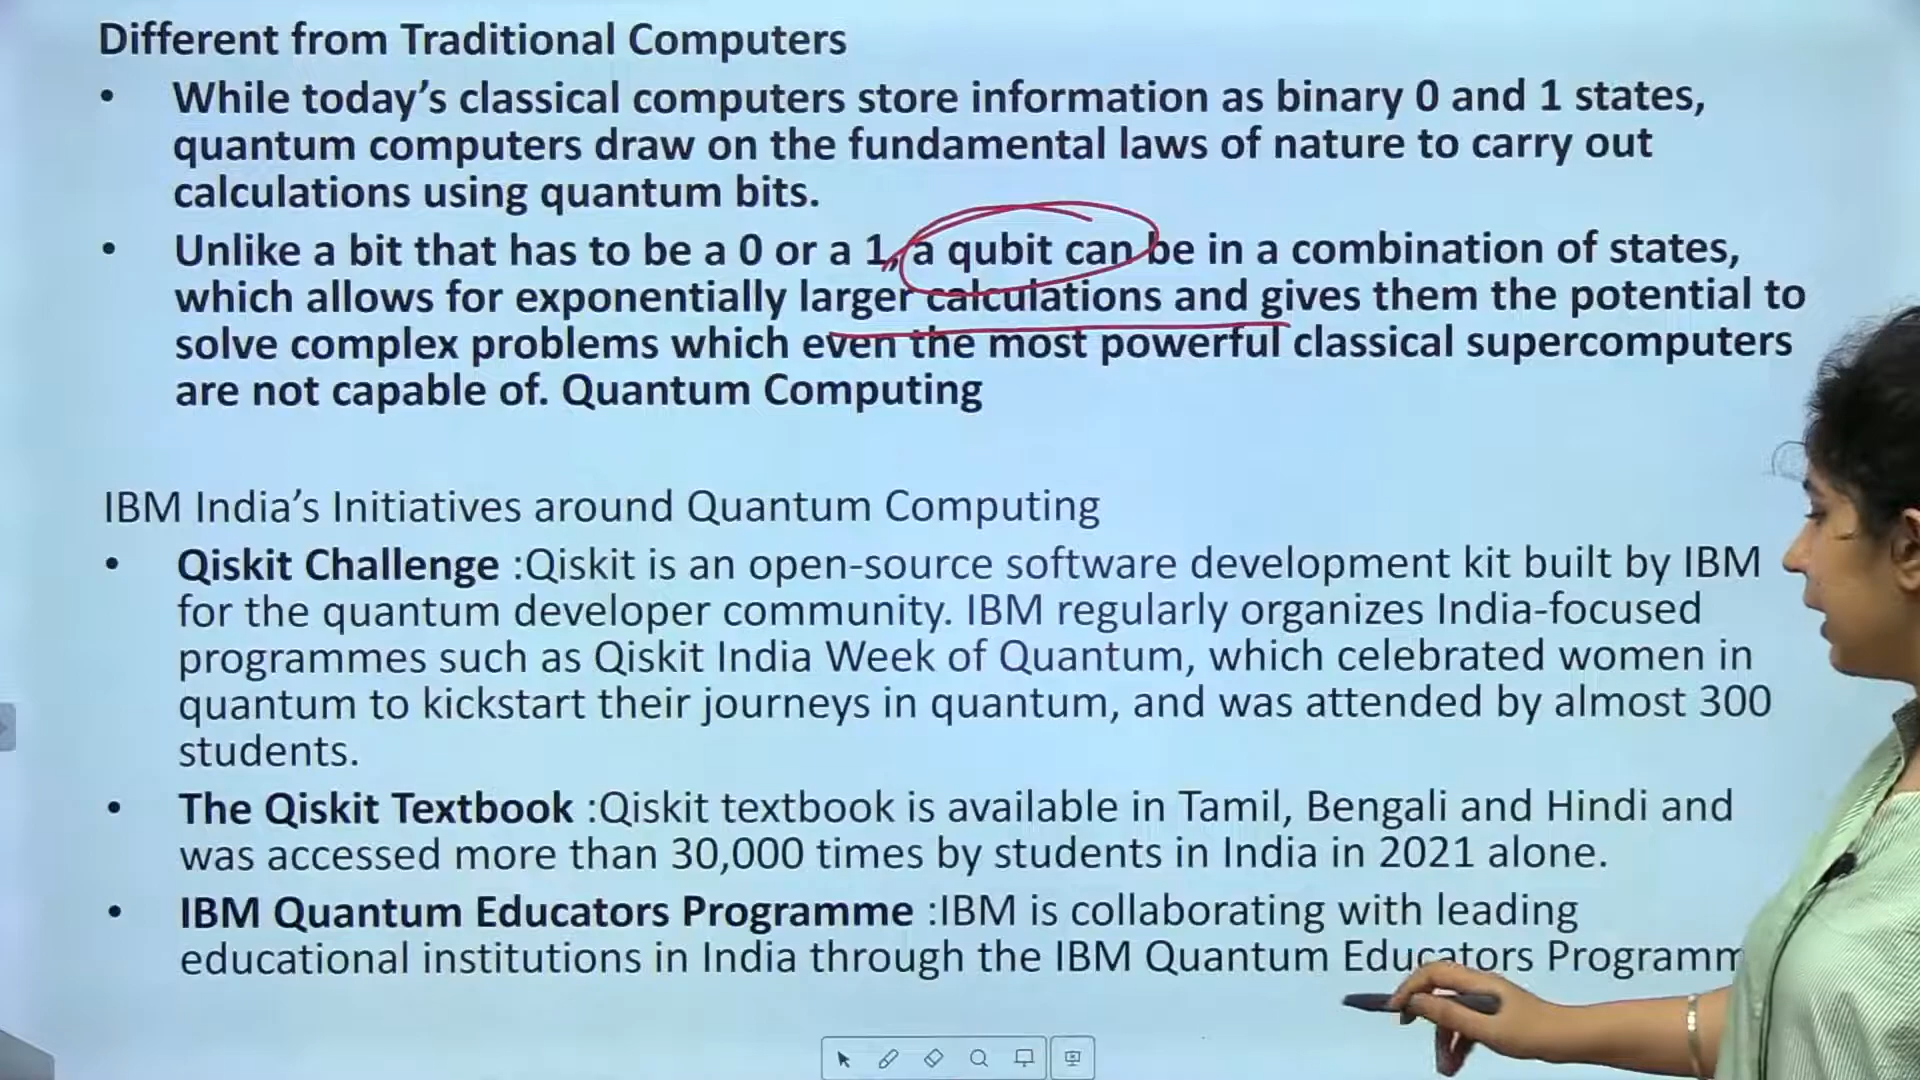 Different from Traditional Computers
• While today’s classical computers store information as binary 0 and 1 states,
quantum computers draw on the fundamental laws of nature to carry out
calculations using quantum bits.
• Unlike a bit that has to be a 0 or a 1, a qubit can be in a combination of states,
which allows for exponentially larger calculations and gives them the potential to
solve complex problems which even the most powerful classical supercomputers
are not capable of. Quantum Computing
IBM India’s Initiatives around Quantum Computing
• Qiskit Challenge :Qiskit is an open-source software development kit built by IBM
for the quantum developer community. IBM regularly organizes India-focused
programmes such as Qiskit India Week of Quantum, which celebrated women in
quantum to kickstart their journeys in quantum, and was attended by almost 300
students.
• The Qiskit Textbook :Qiskit textbook is available in Tamil, Bengali and Hindi and
was accessed more than 30,000 times by students in India in 2021 alone.
• IBM Quantum Educators Programme :IBM is collaborating with leading
educational institutions in India through the IBM Quantum Educators Programm